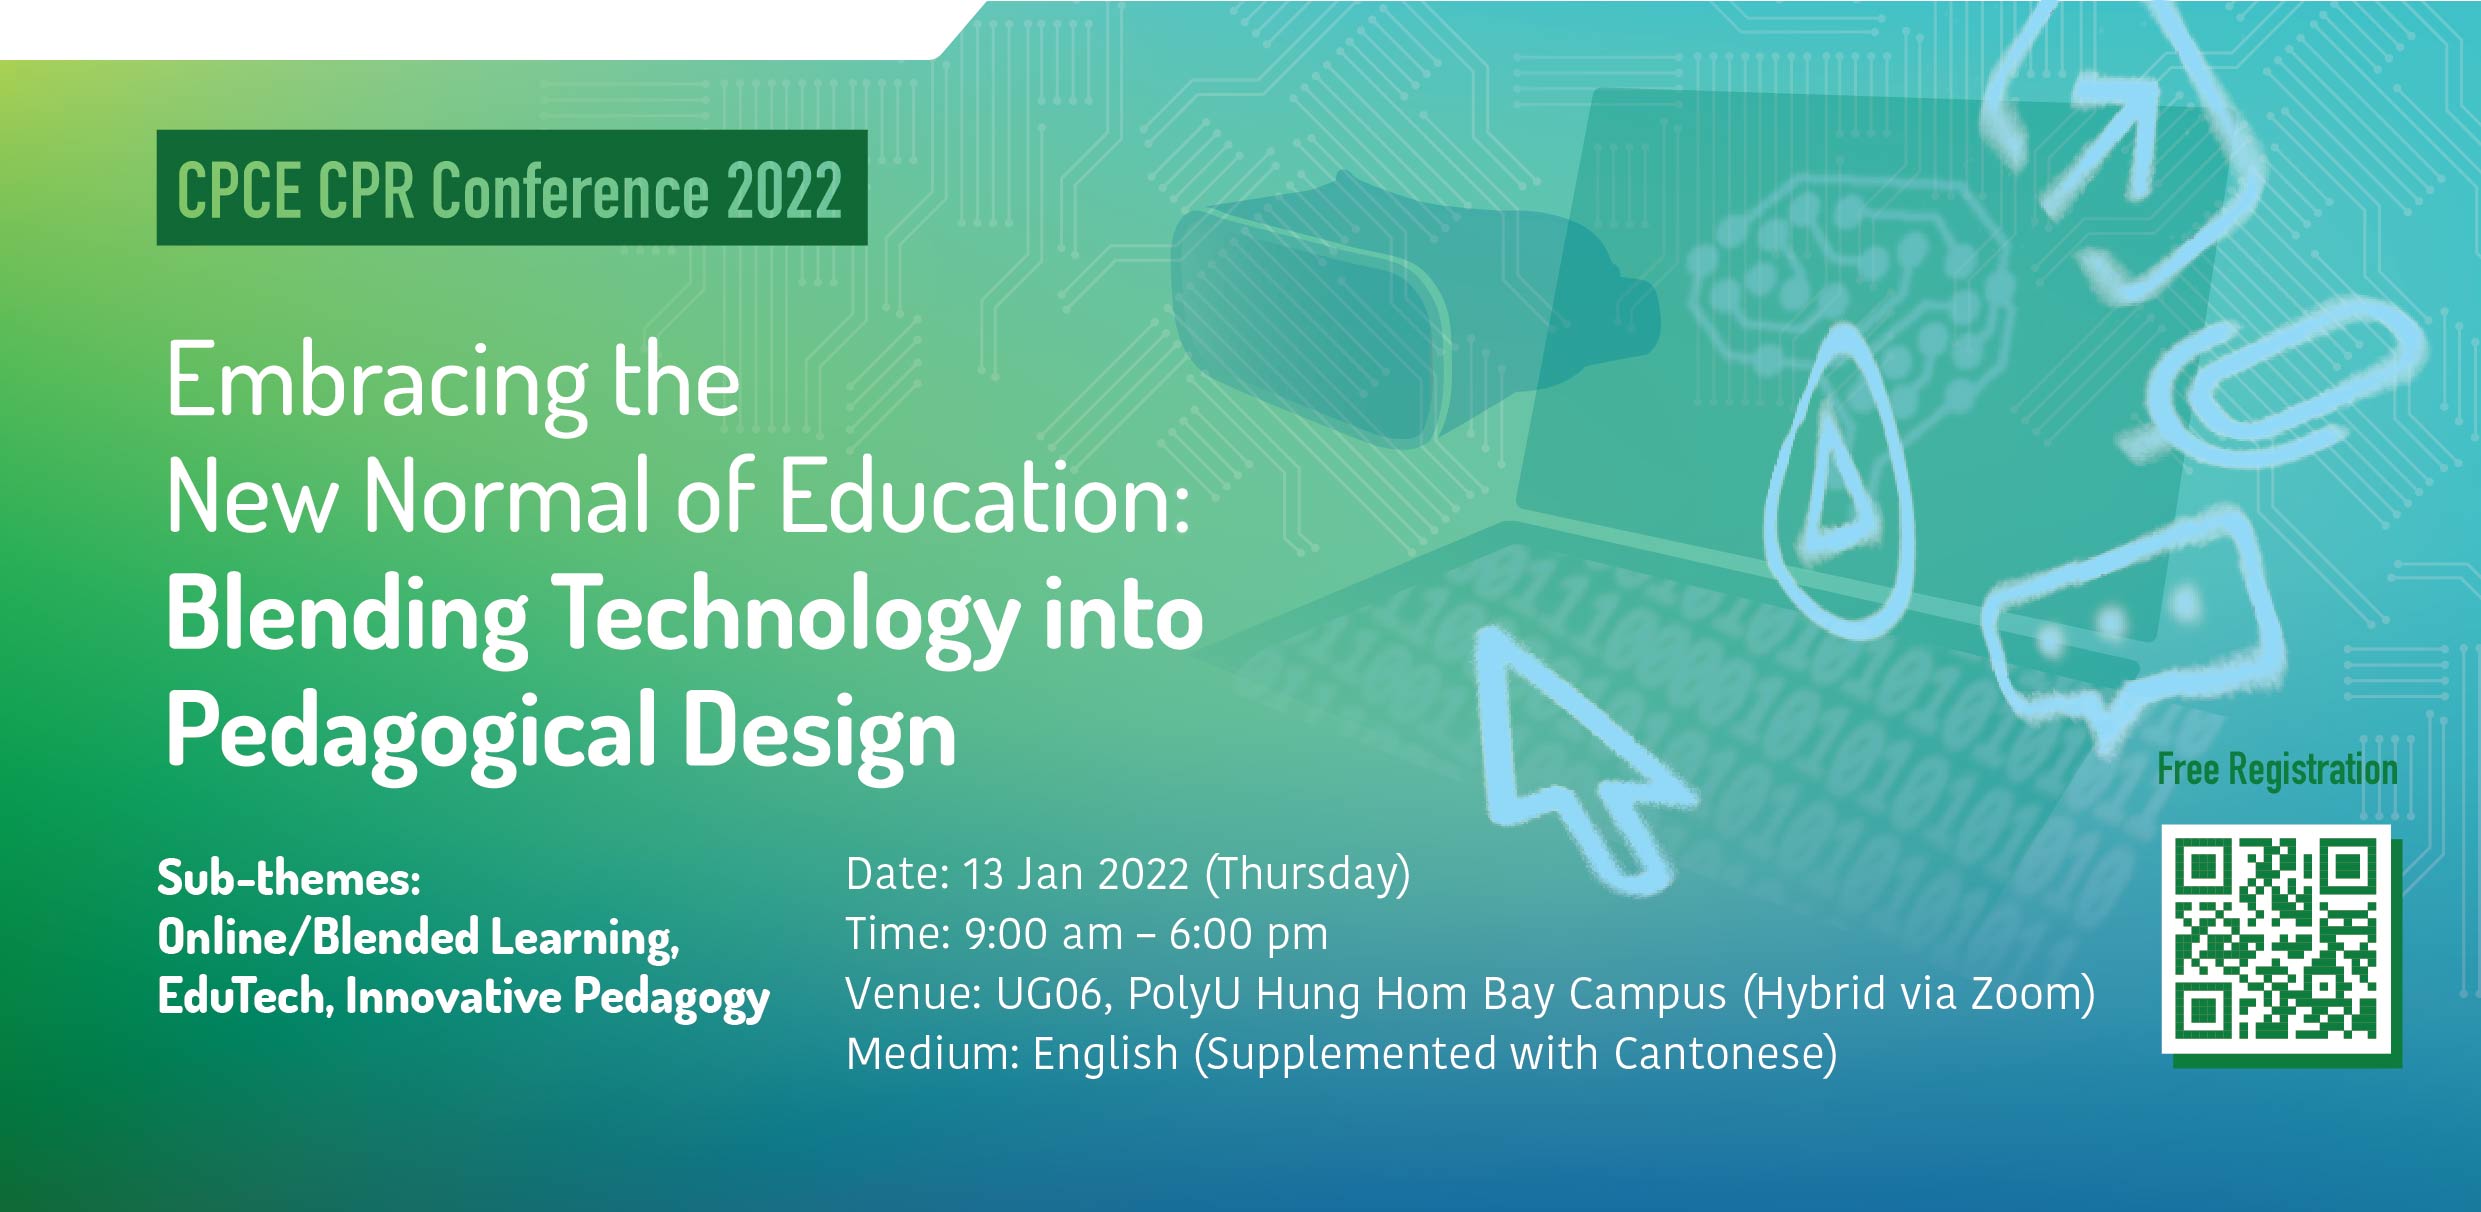 CPCE CPR Conference 2022
Embracing the
New Normal of Education:
Blending Technology into
Pedagogical Design
Sub-themes:
Online/Blended Learning,
EduTech, Innovative Pedagogy
Date: 13 Jan 2022 (Thursday)
Time: 9:00 am – 6:00 pm
Venue: UG06, PolyU Hung Hom Bay Campus (Hybrid via Zoom)
Medium: English (Supplemented with Cantonese)
Free Registration